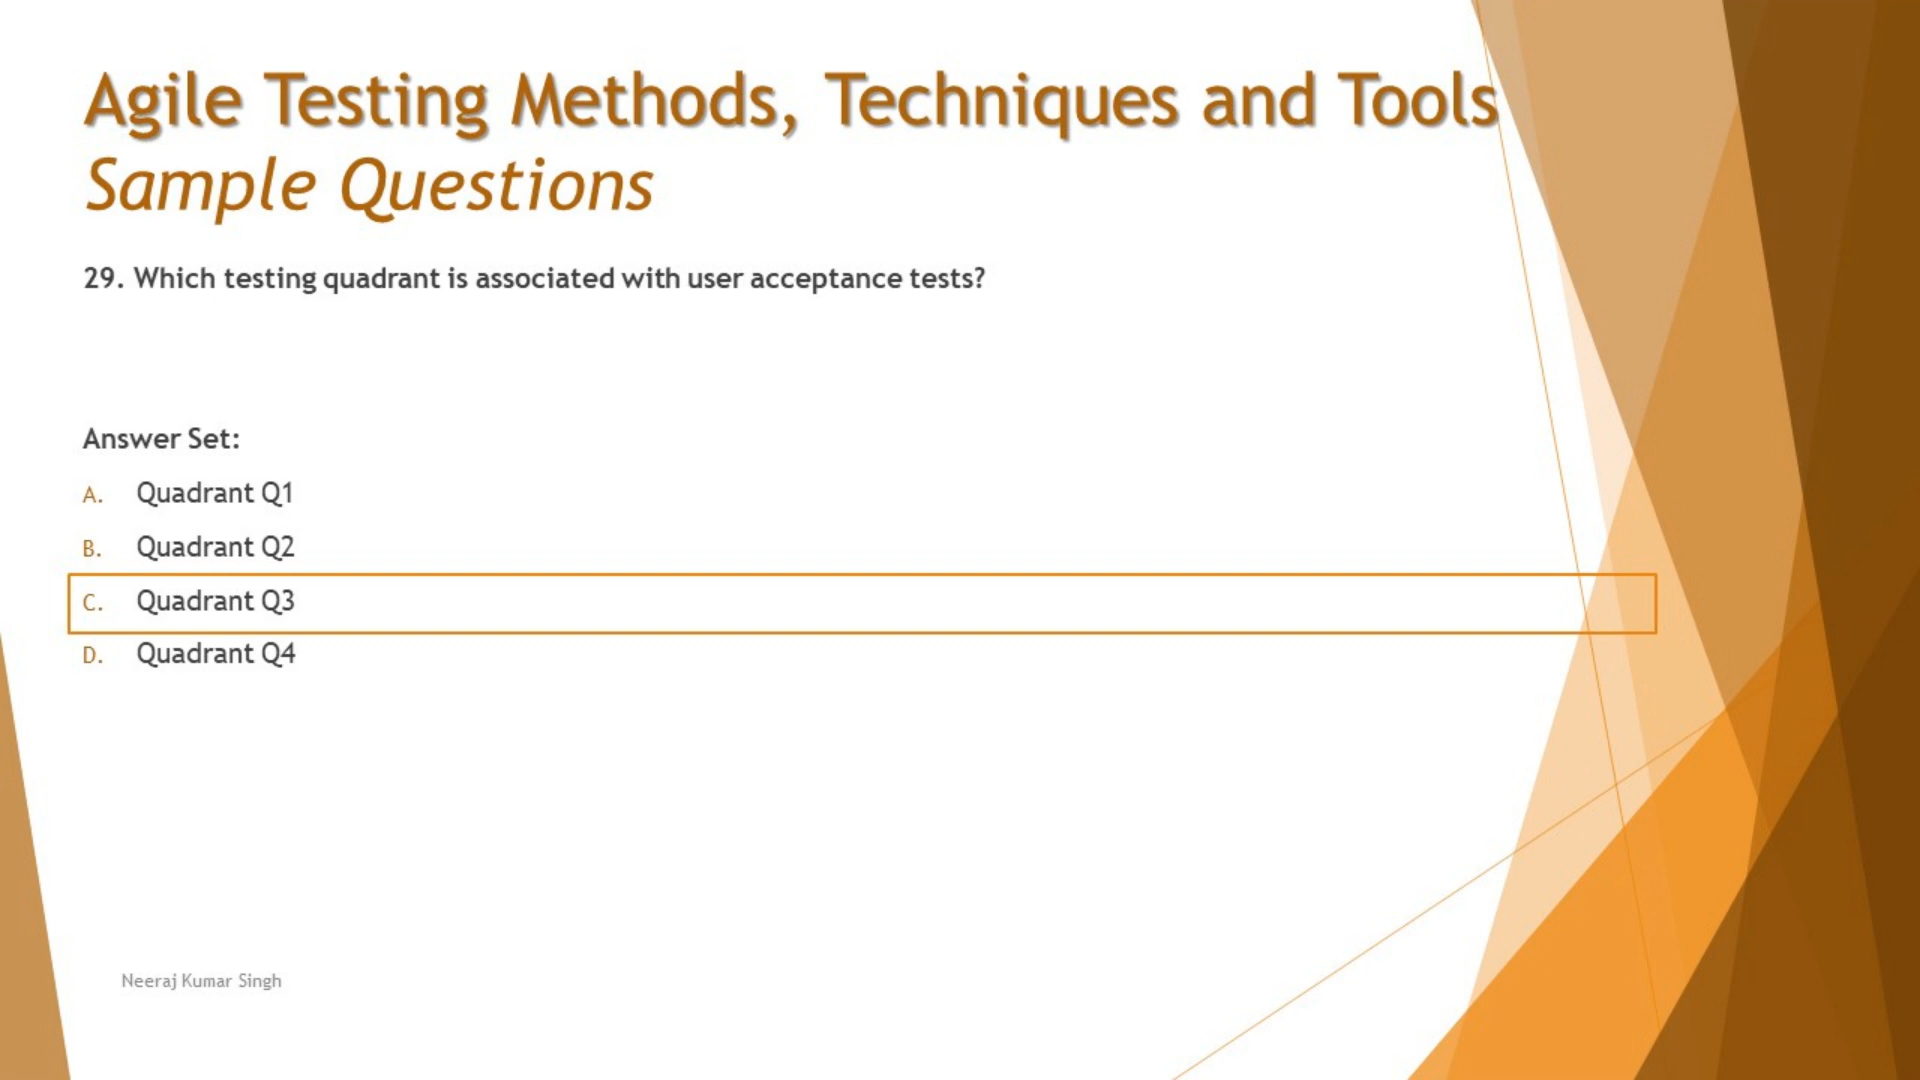 Agile Testing Methods, Techniques and Tools
Sample Questions
29. Which testing quadrant is associated with user acceptance tests?
Answer Set:
A. Quadrant Q1
B. Quadrant Q2
C. Quadrant Q3
D. Quadrant Q4
Neeraj Kumar Singh